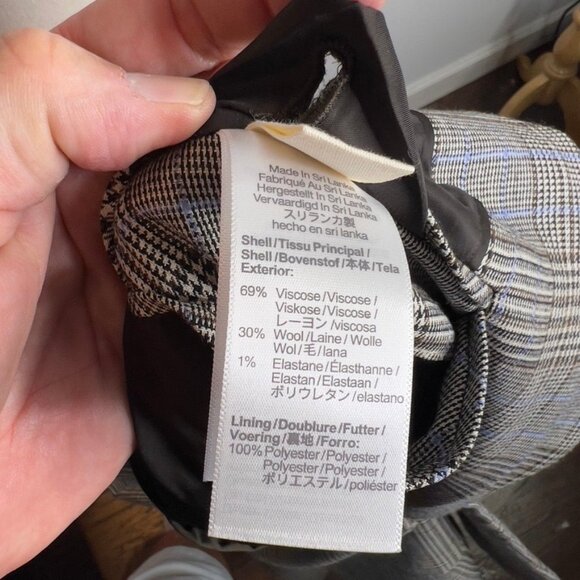 Made In Sri Lanka
Fabriqué Au Sri Lanka
Hergestellt In Sri Lanka
Vervaardigd In Sri Lanka
スリランカ製
hecho en sri lanka
Shell/Tissu Principal/
Shell/Bovenstof/本体/Tela
Exterior:
69% Viscose/Viscose/
Viskose/Viscose/
レーヨン/viscosa
30% Wool/Laine/Wolle
Wol/毛/lana
1% Elastane/Élasthanne/
Elastan/Elastaan/
ポリウレタン/elastano
Lining/Doublure/Futter/
Voering/裏地/Forro:
100% Polyester/Polyester/
Polyester/Polyester/
ポリエステル/poliéster